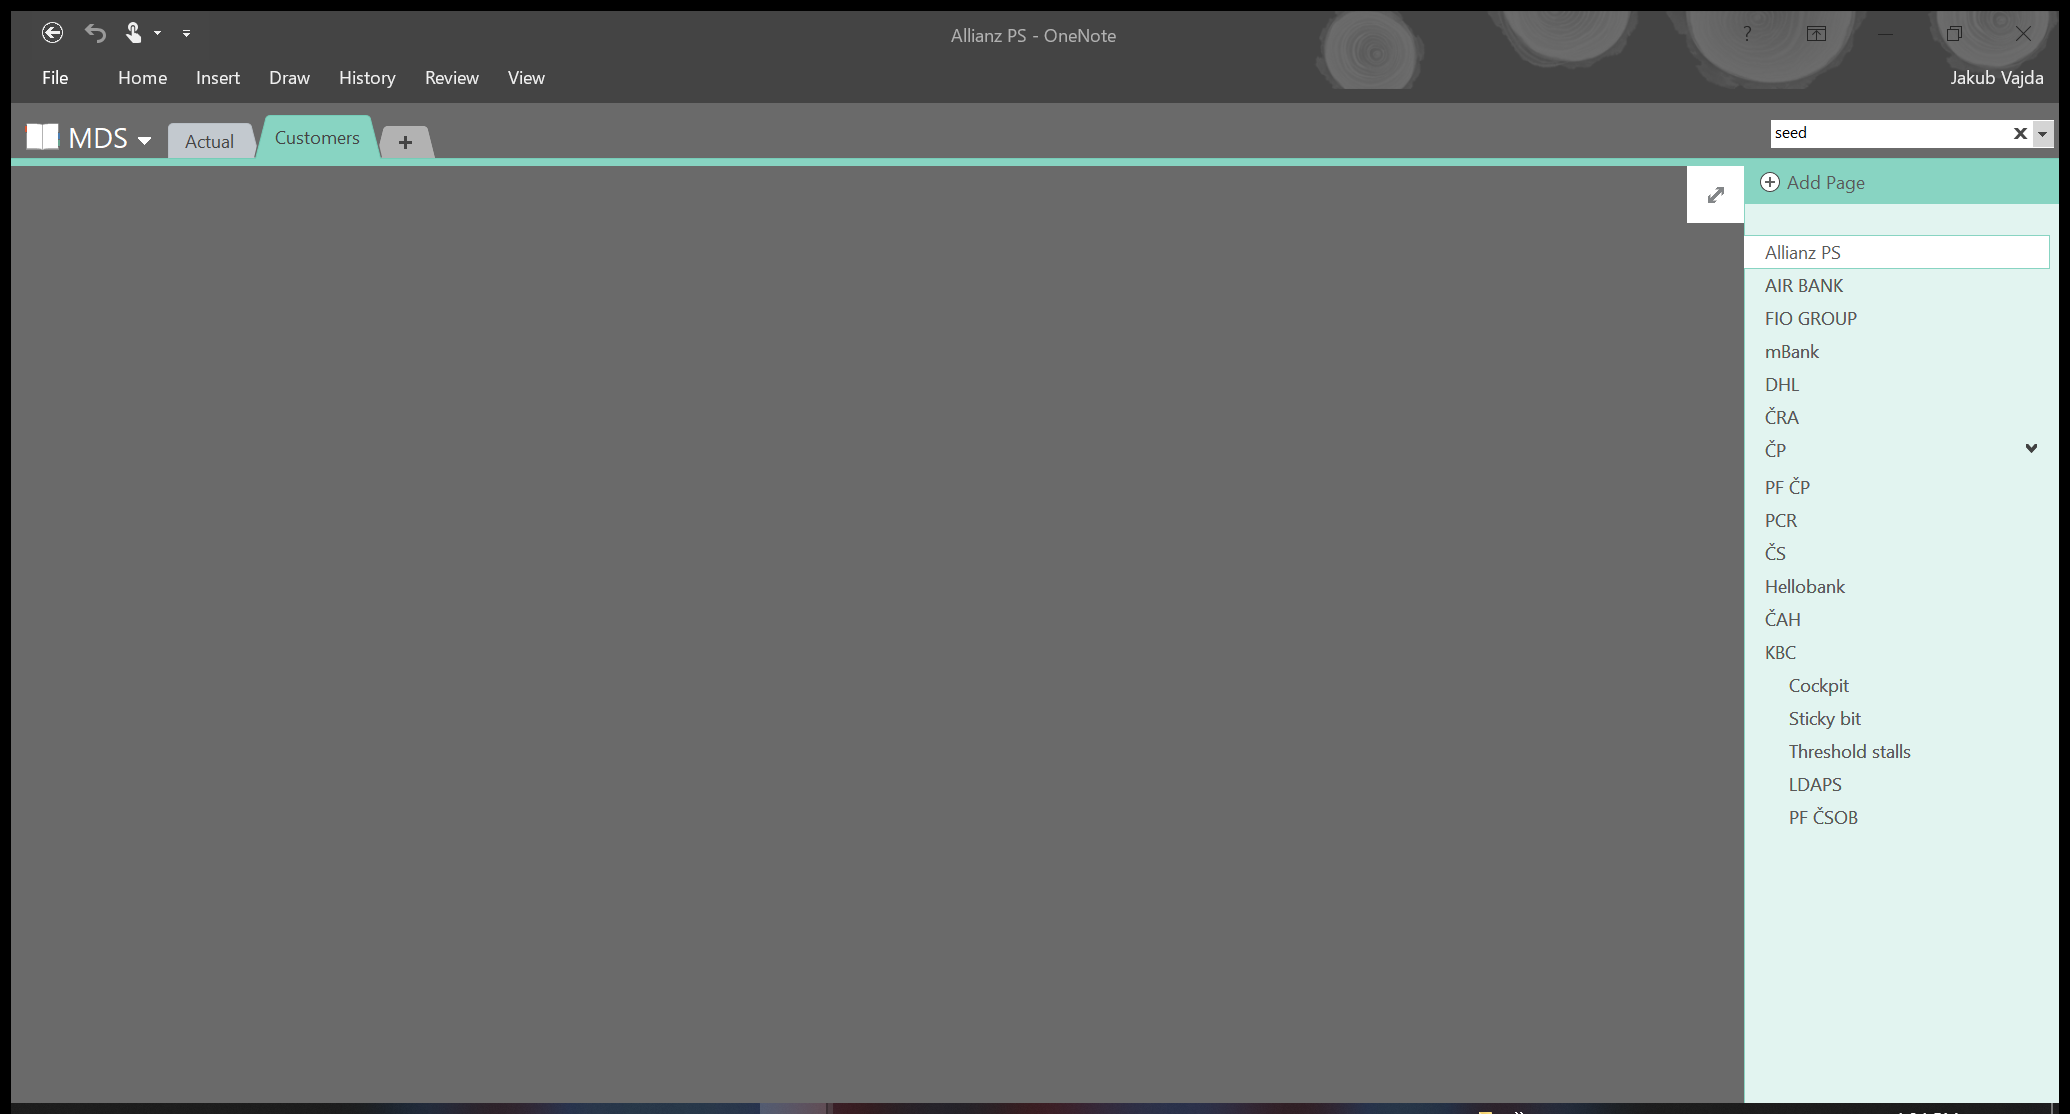 Allianz PS - OneNote
?
File Home Insert Draw History Review View
Jakub Vajda
MDS
Actual
Customers
+
seed
Add Page
Allianz PS
AIR BANK
FIO GROUP
mBank
DHL
ČRA
ČP
PF ČP
PCR
ČS
Hellobank
ČAH
KBC
Cockpit
Sticky bit
Threshold stalls
LDAPS
PF ČSOB